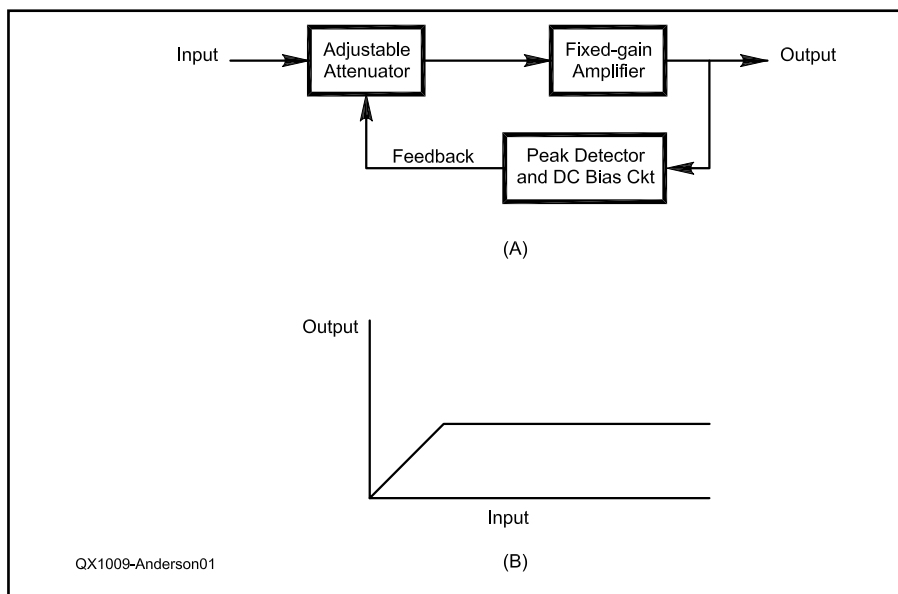 Input
Adjustable
Attenuator
Fixed-gain
Amplifier
Output
Feedback
Peak Detector
and DC Bias Ckt
(A)
Output
Input
(B)
QX1009-Anderson01